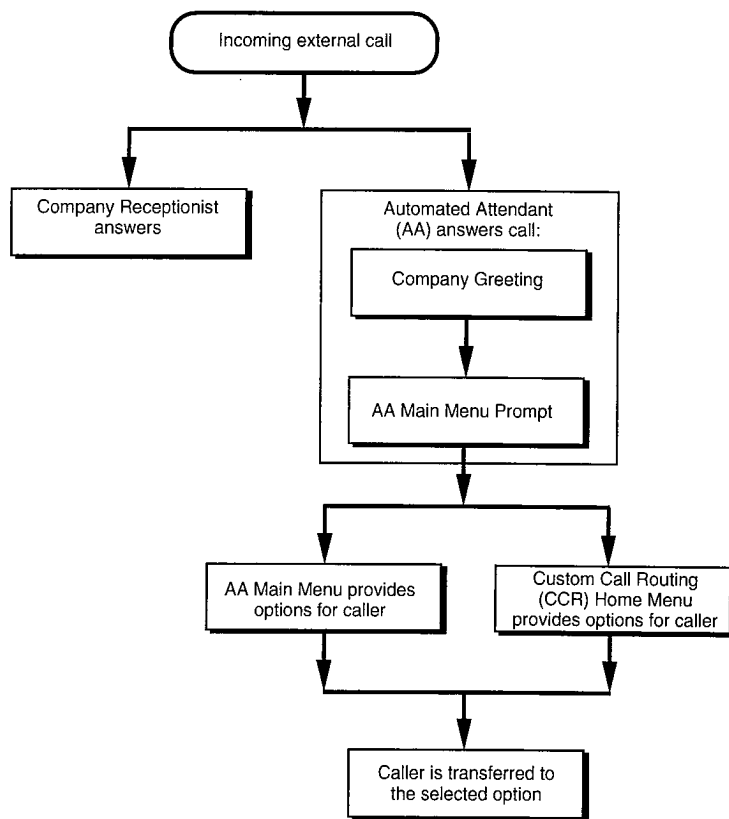 Incoming external call
Company Receptionist
answers
Automated Attendant
(AA) answers call:
Company Greeting
AA Main Menu Prompt
AA Main Menu provides
options for caller
Custom Call Routing
(CCR) Home Menu
provides options for caller
Caller is transferred to
the selected option